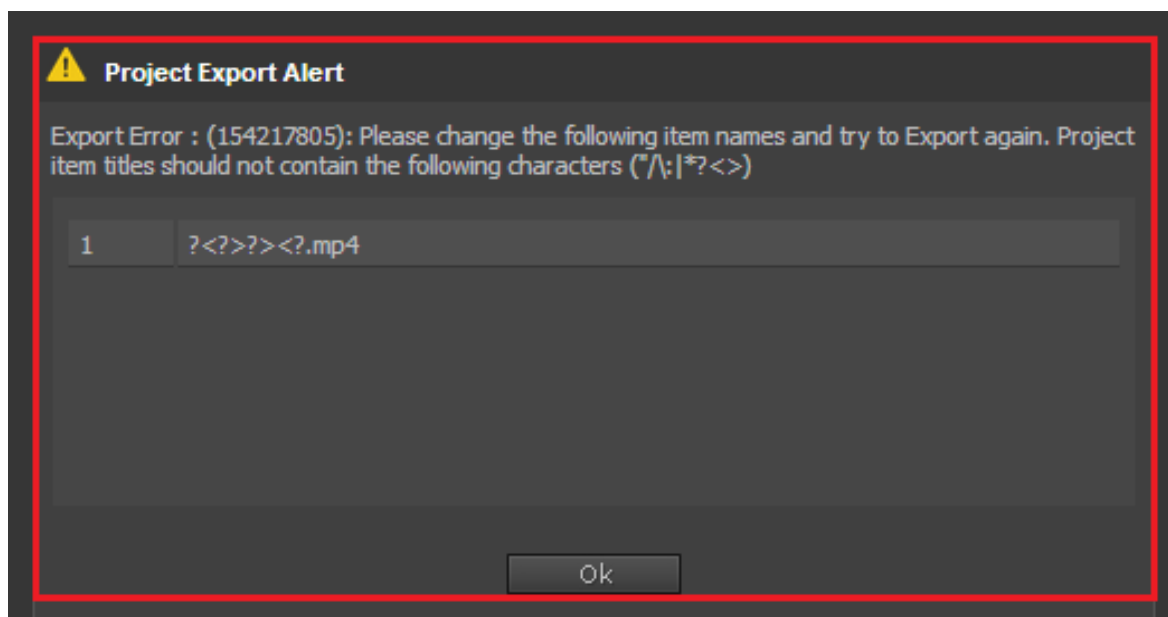 Project Export Alert
Export Error : (154217805): Please change the following item names and try to Export again. Project
item titles should not contain the following characters ("/\:|*?<>)
1 ?<?>?><?.mp4
Ok